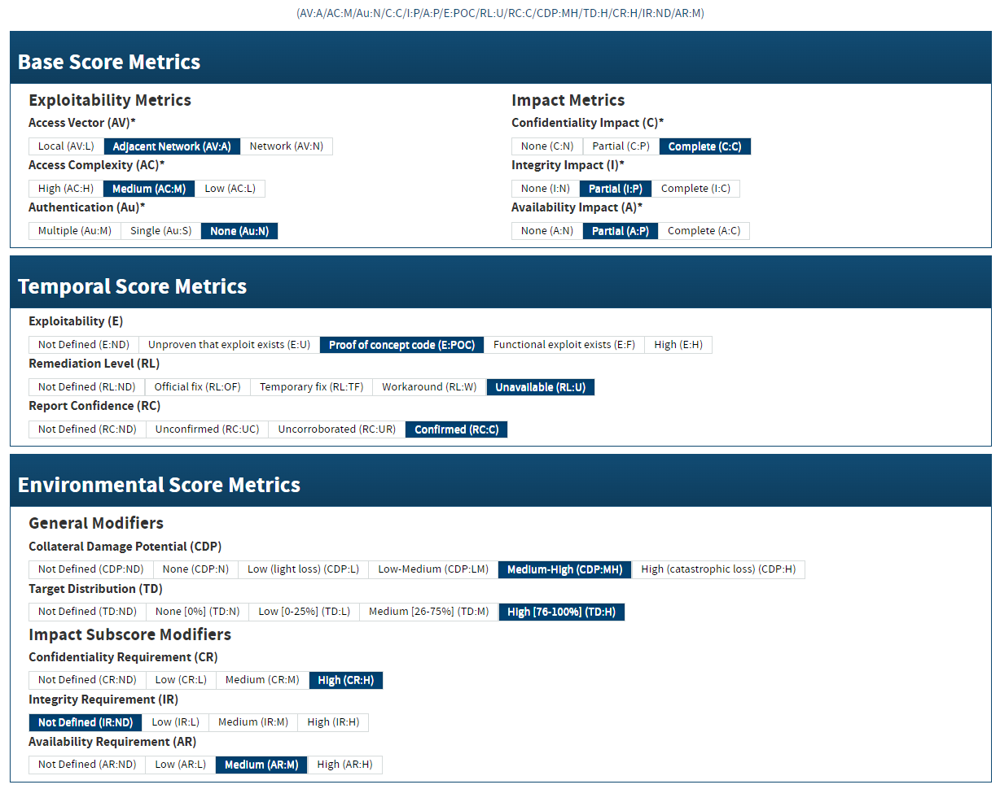 (AV:A/AC:M/Au:N/C:C/I:P/A:P/E:POC/RL:U/RC:C/CDP:MH/TD:H/CR:H/IR:ND/AR:M)
Base Score Metrics
Exploitability Metrics
Access Vector (AV)*
Local (AV:L) Adjacent Network (AV:A) Network (AV:N)
Access Complexity (AC)*
High (AC:H) Medium (AC:M) Low (AC:L)
Authentication (Au)*
Multiple (Au:M) Single (Au:S) None (Au:N)
Impact Metrics
Confidentiality Impact (C)*
None (C:N) Partial (C:P) Complete (C:C)
Integrity Impact (I)*
None (I:N) Partial (I:P) Complete (I:C)
Availability Impact (A)*
None (A:N) Partial (A:P) Complete (A:C)
Temporal Score Metrics
Exploitability (E)
Not Defined (E:ND) Unproven that exploit exists (E:U) Proof of concept code (E:POC) Functional exploit exists (E:F) High (E:H)
Remediation Level (RL)
Not Defined (RL:ND) Official fix (RL:OF) Temporary fix (RL:TF) Workaround (RL:W) Unavailable (RL:U)
Report Confidence (RC)
Not Defined (RC:ND) Unconfirmed (RC:UC) Uncorroborated (RC:UR) Confirmed (RC:C)
Environmental Score Metrics
General Modifiers
Collateral Damage Potential (CDP)
Not Defined (CDP:ND) None (CDP:N) Low (light loss) (CDP:L) Low-Medium (CDP:LM) Medium-High (CDP:MH) High (catastrophic loss) (CDP:H)
Target Distribution (TD)
Not Defined (TD:ND) None [0%] (TD:N) Low [0-25%] (TD:L) Medium [26-75%] (TD:M) High [76-100%] (TD:H)
Impact Subscore Modifiers
Confidentiality Requirement (CR)
Not Defined (CR:ND) Low (CR:L) Medium (CR:M) High (CR:H)
Integrity Requirement (IR)
Not Defined (IR:ND) Low (IR:L) Medium (IR:M) High (IR:H)
Availability Requirement (AR)
Not Defined (AR:ND) Low (AR:L) Medium (AR:M) High (AR:H)